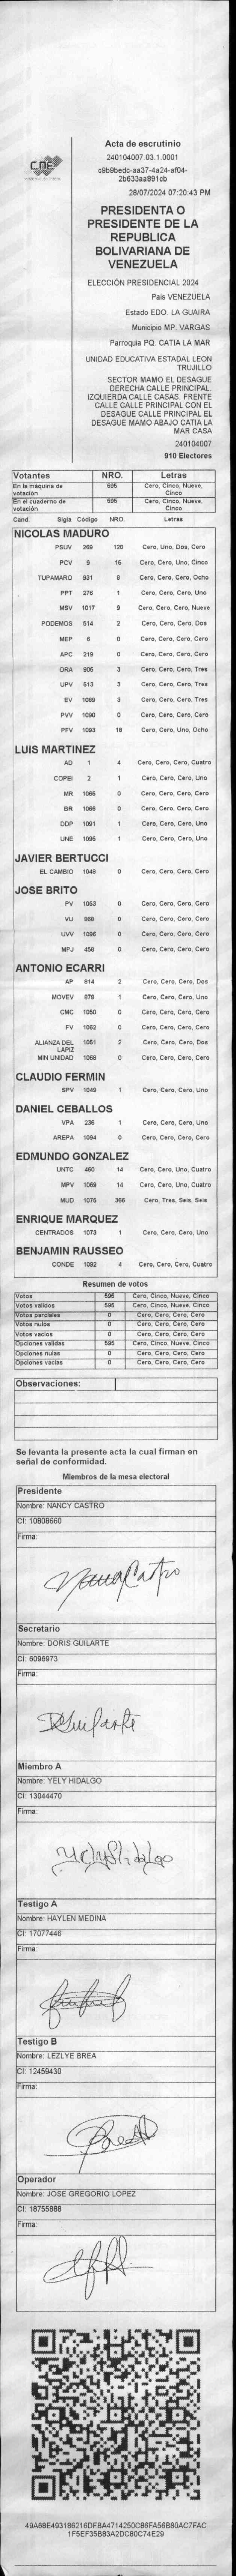 CNE
Acta de escrutinio
240104007.03.1.0001
c9b9bedc-aa37-4a24-af04-
2b633aa891cb
28/07/2024 07:20:43 PM
PRESIDENTA O
PRESIDENTE DE LA
REPUBLICA
BOLIVARIANA DE
VENEZUELA
ELECCIÓN PRESIDENCIAL 2024
Pais VENEZUELA
Estado EDO. LA GUAIRA
Municipio MP. VARGAS
Parroquia PQ. CATIA LA MAR
UNIDAD EDUCATIVA ESTADAL LEON
TRUJILLO
SECTOR MAMO EL DESAGUE
DERECHA CALLE PRINCIPAL.
IZQUIERDA CALLE CASAS. FRENTE
CALLE CALLE PRINCIPAL CON EL
DESAGUE CALLE PRINCIPAL EL
DESAGUE MAMO ABAJO CATIA LA
MAR CASA
240104007
910 Electores
Votantes NRO. Letras
En la máquina de votación 595 Cero, Cinco, Nueve, Cinco
En el cuaderno de votación 595 Cero, Cinco, Nueve, Cinco
Cand. Sigla Código NRO. Letras
NICOLAS MADURO
PSUV 269 120 Cero, Uno, Dos, Cero
PCV 9 15 Cero, Cero, Uno, Cinco
TUPAMARO 931 8 Cero, Cero, Cero, Ocho
PPT 276 1 Cero, Cero, Cero, Uno
MSV 1017 9 Cero, Cero, Cero, Nueve
PODEMOS 514 2 Cero, Cero, Cero, Dos
MEP 6 0 Cero, Cero, Cero, Cero
APC 219 0 Cero, Cero, Cero, Cero
ORA 905 3 Cero, Cero, Cero, Tres
UPV 513 3 Cero, Cero, Cero, Tres
EV 1089 3 Cero, Cero, Cero, Tres
PVV 1090 0 Cero, Cero, Cero, Cero
PFV 1093 18 Cero, Cero, Uno, Ocho
LUIS MARTINEZ
AD 1 4 Cero, Cero, Cero, Cuatro
COPEI 2 1 Cero, Cero, Cero, Uno
MR 1065 0 Cero, Cero, Cero, Cero
BR 1066 0 Cero, Cero, Cero, Cero
DDP 1091 1 Cero, Cero, Cero, Uno
UNE 1095 1 Cero, Cero, Cero, Uno
JAVIER BERTUCCI
EL CAMBIO 1048 0 Cero, Cero, Cero, Cero
JOSE BRITO
PV 1053 0 Cero, Cero, Cero, Cero
VU 868 0 Cero, Cero, Cero, Cero
UVV 1096 0 Cero, Cero, Cero, Cero
MPJ 458 0 Cero, Cero, Cero, Cero
ANTONIO ECARRI
AP 814 2 Cero, Cero, Cero, Dos
MOVEV 878 1 Cero, Cero, Cero, Uno
CMC 1050 0 Cero, Cero, Cero, Cero
FV 1062 0 Cero, Cero, Cero, Cero
ALIANZA DEL LAPIZ 1051 2 Cero, Cero, Cero, Dos
MIN UNIDAD 1068 0 Cero, Cero, Cero, Cero
CLAUDIO FERMIN
SPV 1049 1 Cero, Cero, Cero, Uno
DANIEL CEBALLOS
VPA 236 1 Cero, Cero, Cero, Uno
AREPA 1094 0 Cero, Cero, Cero, Cero
EDMUNDO GONZALEZ
UNTC 460 14 Cero, Cero, Uno, Cuatro
MPV 1069 14 Cero, Cero, Uno, Cuatro
MUD 1075 366 Cero, Tres, Seis, Seis
ENRIQUE MARQUEZ
CENTRADOS 1073 1 Cero, Cero, Cero, Uno
BENJAMIN RAUSSEO
CONDE 1092 4 Cero, Cero, Cero, Cuatro
Resumen de votos
Votos 595 Cero, Cinco, Nueve, Cinco
Votos validos 595 Cero, Cinco, Nueve, Cinco
Votos parciales 0 Cero, Cero, Cero, Cero
Votos nulos 0 Cero, Cero, Cero, Cero
Votos vacios 0 Cero, Cero, Cero, Cero
Opciones validas 595 Cero, Cinco, Nueve, Cinco
Opciones nulas 0 Cero, Cero, Cero, Cero
Opciones vacias 0 Cero, Cero, Cero, Cero
Observaciones:
Se levanta la presente acta la cual firman en
señal de conformidad.
Miembros de la mesa electoral
Presidente
Nombre: NANCY CASTRO
CI: 10808660
Firma:
Nancy Castro
Secretario
Nombre: DORIS GUILARTE
CI: 6096973
Firma:
DGuilarte
Miembro A
Nombre: YELY HIDALGO
CI: 13044470
Firma:
Yely Hidalgo
Testigo A
Nombre: HAYLEN MEDINA
CI: 17077446
Firma:
Testigo B
Nombre: LEZLYE BREA
CI: 12459430
Firma:
Operador
Nombre: JOSE GREGORIO LOPEZ
CI: 18755888
Firma:
49A68E493186216DFBA4714250C86FA56B80AC7FAC
1F5EF35B83A2DC80C74E29